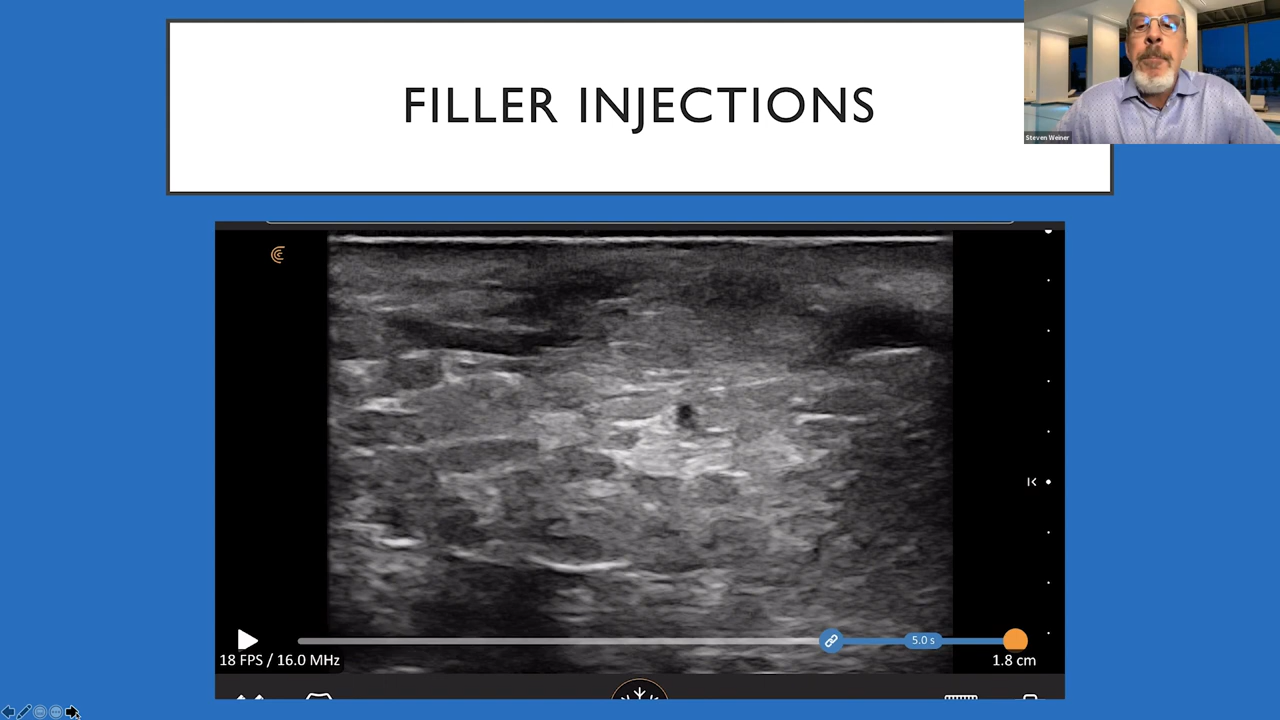 FILLER INJECTIONS
Steven Weiner
5.0 s
18 FPS / 16.0 MHz
1.8 cm